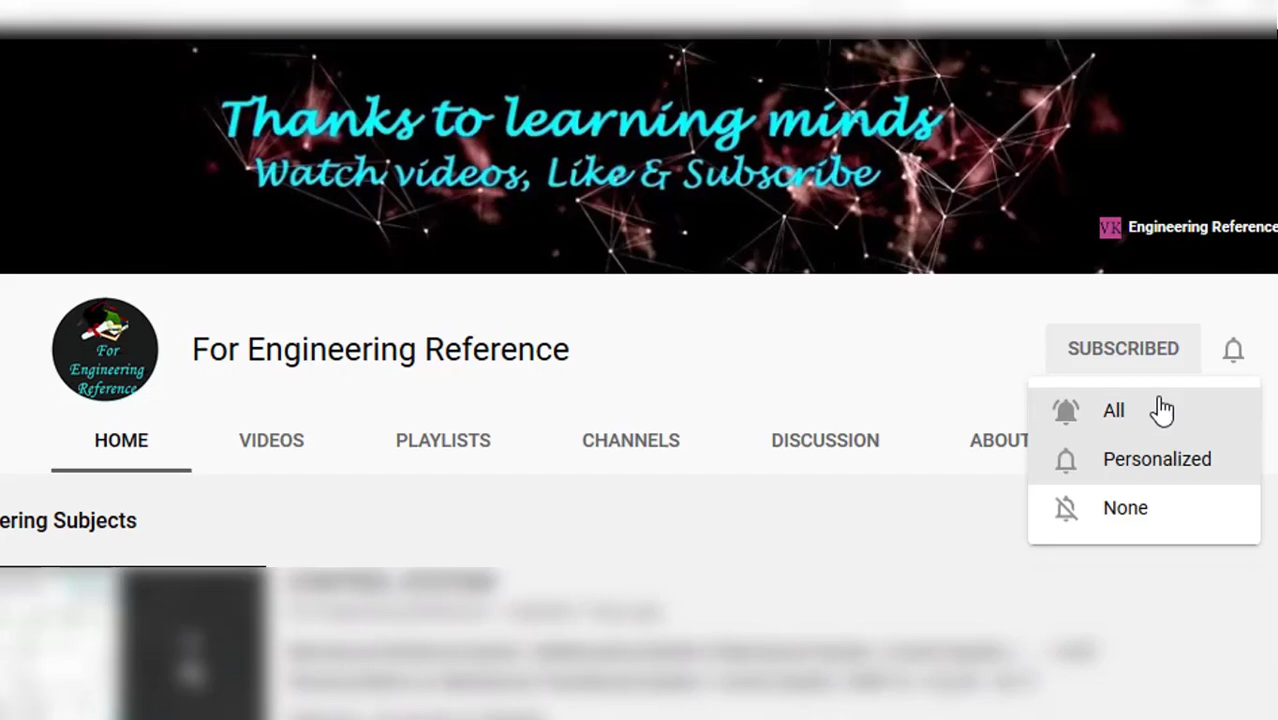 Thanks to learning minds
Watch videos, Like & Subscribe
VK Engineering Reference
For
Engineering
Reference
For Engineering Reference
SUBSCRIBED
HOME VIDEOS PLAYLISTS CHANNELS DISCUSSION ABOUT
All
Personalized
None
ering Subjects